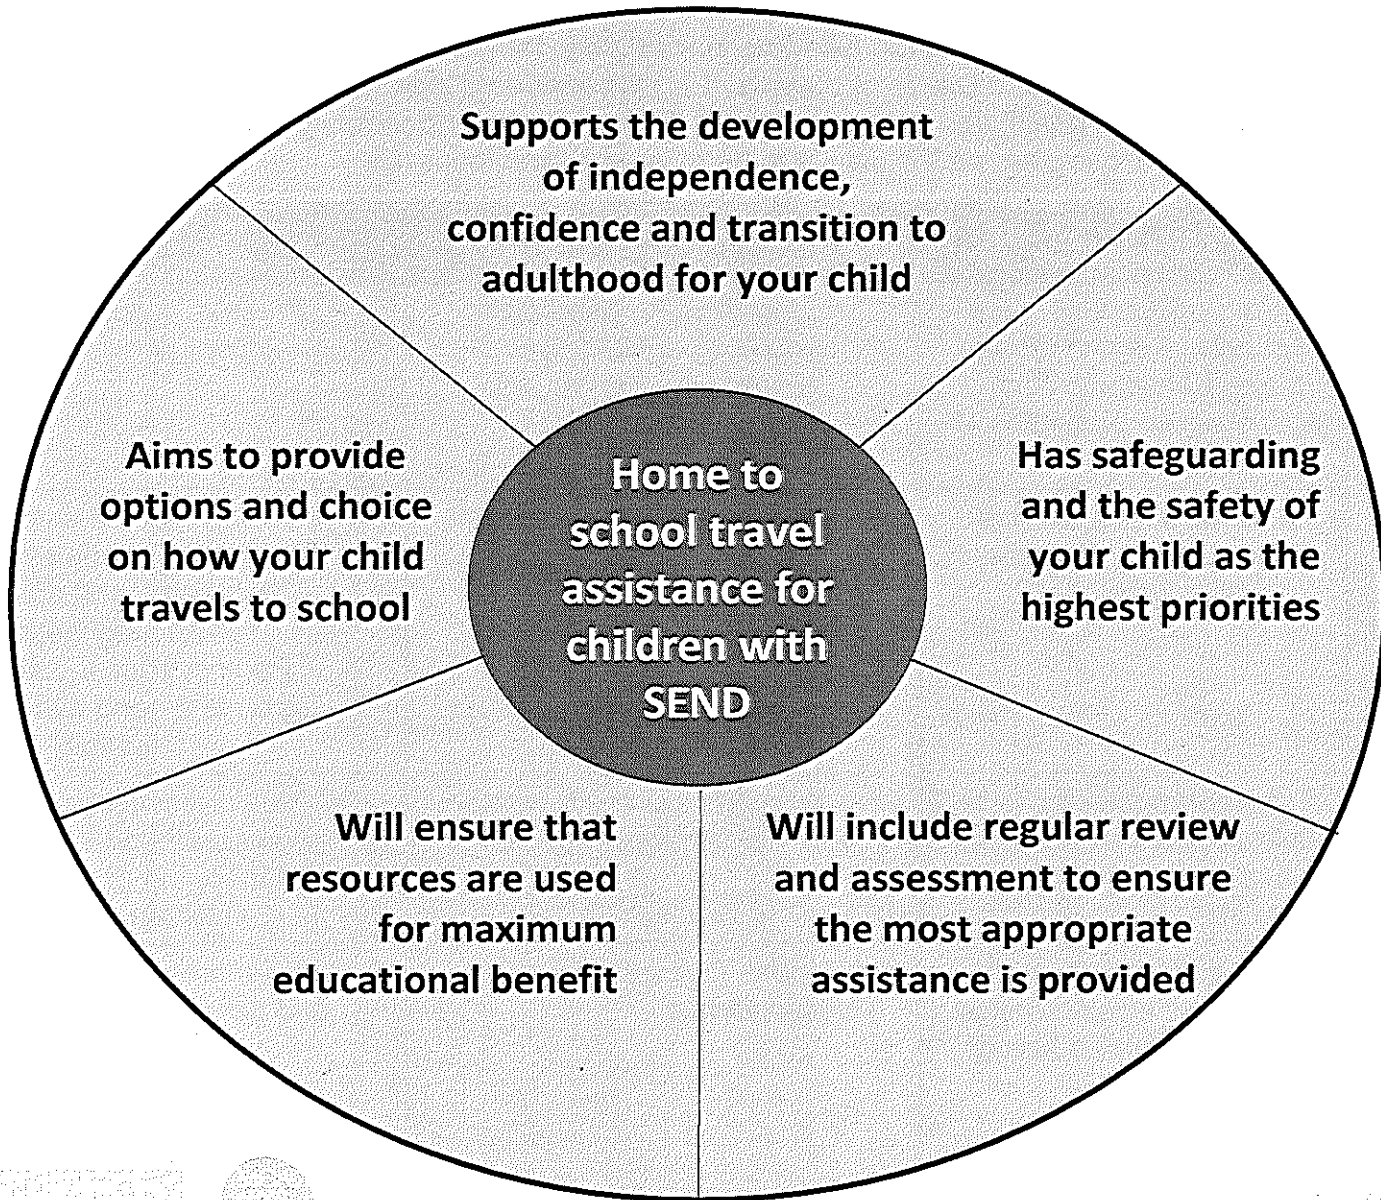 Supports the development
of independence,
confidence and transition to
adulthood for your child
Aims to provide
options and choice
on how your child
travels to school
Home to
school travel
assistance for
children with
SEND
Has safeguarding
and the safety of
your child as the
highest priorities
Will ensure that
resources are used
for maximum
educational benefit
Will include regular review
and assessment to ensure
the most appropriate
assistance is provided